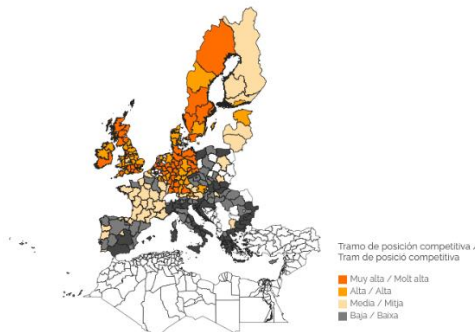 Tramo de posición competitiva /
Tram de posició competitiva
Muy alta / Molt alta
Alta / Alta
Media / Mitja
Baja / Baixa